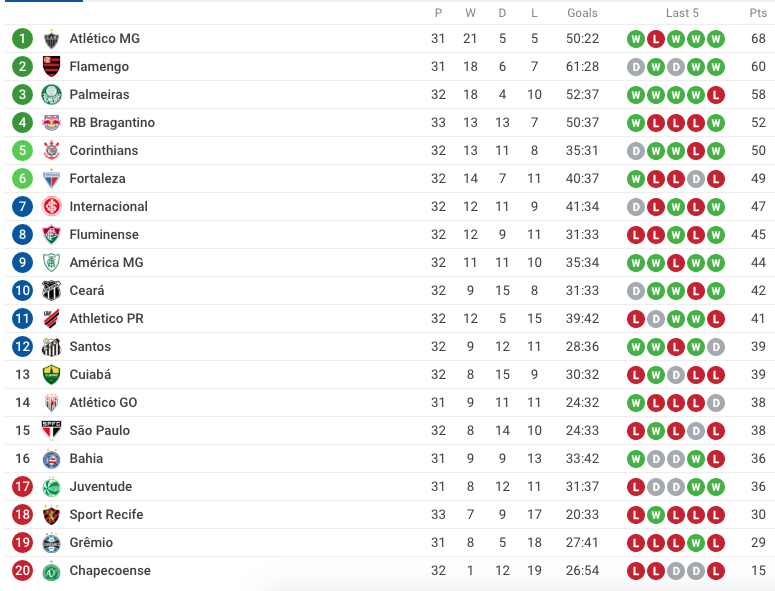 P W D L Goals Last 5 Pts
1 Atlético MG 31 21 5 5 50:22 W L W W W 68
2 Flamengo 31 18 6 7 61:28 D W D W W 60
3 Palmeiras 32 18 4 10 52:37 W W W W L 58
4 RB Bragantino 33 13 13 7 50:37 W L L L W 52
5 Corinthians 32 13 11 8 35:31 D W W L W 50
6 Fortaleza 32 14 7 11 40:37 W L L D L 49
7 Internacional 32 12 11 9 41:34 D L W L W 47
8 Fluminense 32 12 9 11 31:33 L L W L W 45
9 América MG 32 11 11 10 35:34 W W L W W 44
10 Ceará 32 9 15 8 31:33 D W W L W 42
11 Athletico PR 32 12 5 15 39:42 L D W W L 41
12 Santos 32 9 12 11 28:36 W W L W D 39
13 Cuiabá 32 8 15 9 30:32 L W D L L 39
14 Atlético GO 31 9 11 11 24:32 W L L L D 38
15 SPFC São Paulo 32 8 14 10 24:33 L W L D L 38
16 Bahia 31 9 9 13 33:42 W D D W L 36
17 Juventude 31 8 12 11 31:37 L D D W W 36
18 Sport Recife 33 7 9 17 20:33 L W L L L 30
19 Grêmio 31 8 5 18 27:41 L L L W L 29
20 Chapecoense 32 1 12 19 26:54 L L D D L 15